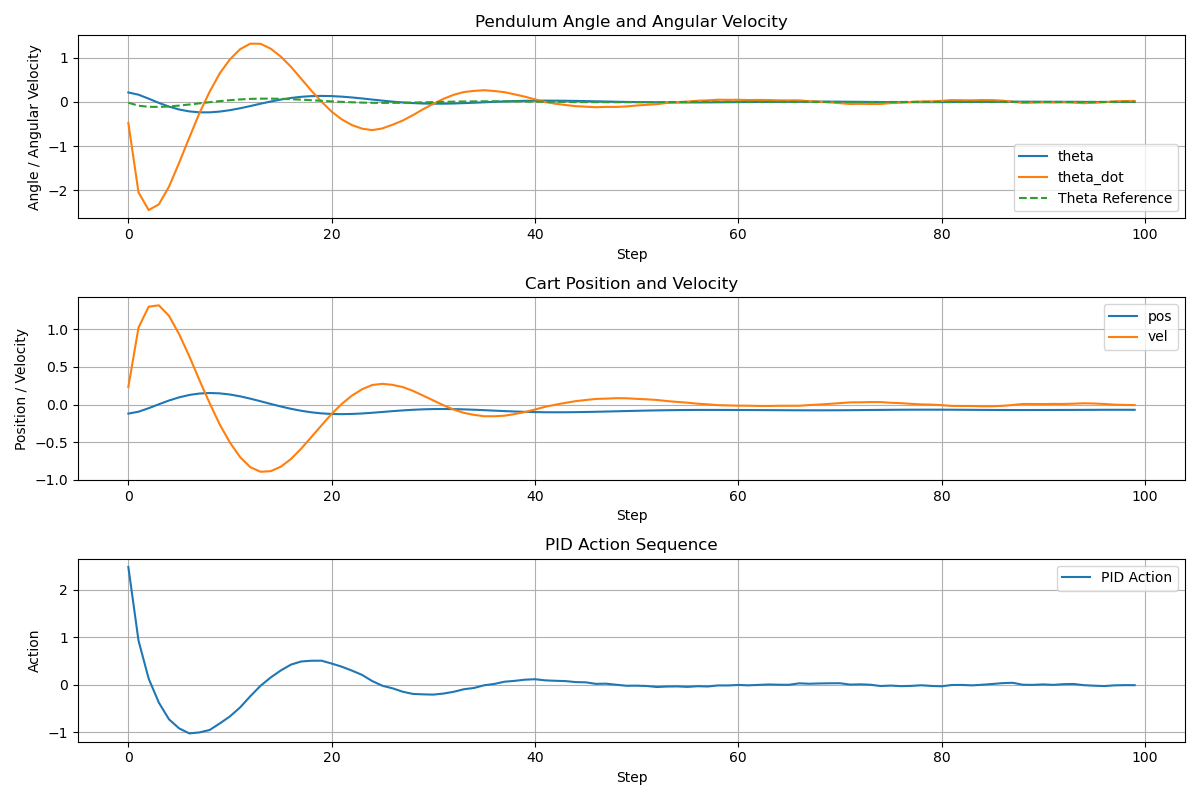 Pendulum Angle and Angular Velocity
Angle / Angular Velocity
1
0
−1
−2
theta
theta_dot
Theta Reference
0 20 40 60 80 100
Step
Cart Position and Velocity
Position / Velocity
1.0
0.5
0.0
−0.5
−1.0
pos
vel
0 20 40 60 80 100
Step
PID Action Sequence
Action
2
1
0
−1
PID Action
0 20 40 60 80 100
Step